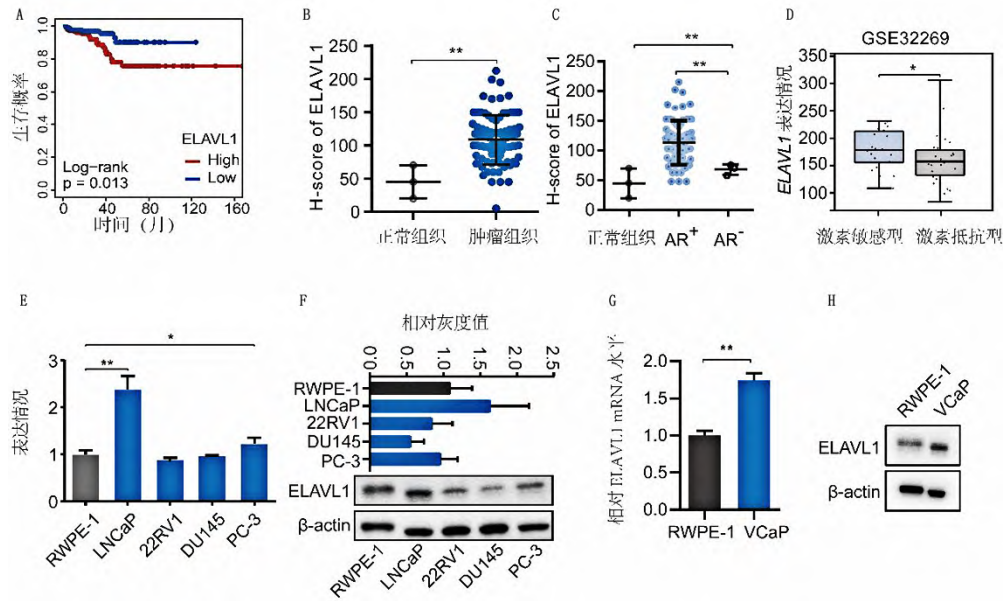 A
生存概率
1.0
0.8
0.6
0.4
0.2
0.0
ELAVL1
High
Low
Log-rank
p = 0.013
0
40
80
120
160
时间（月）
B
H-score of ELAVL1
250
200
150
100
50
0
**
正常组织
肿瘤组织
C
H-score of ELAVL1
250
200
150
100
50
0
**
**
正常组织
AR+
AR-
D
GSE32269
ELAVL1 表达情况
300
250
200
150
100
*
激素敏感型
激素抵抗型
E
表达情况
3
2
1
0
**
*
RWPE-1
LNCaP
22RV1
DU145
PC-3
F
相对灰度值
0.0
0.5
1.0
1.5
2.0
2.5
RWPE-1
LNCaP
22RV1
DU145
PC-3
ELAVL1
β-actin
RWPE-1
LNCaP
22RV1
DU145
PC-3
G
相对 ELAVL1 mRNA 水平
2.0
1.5
1.0
0.5
0.0
**
RWPE-1
VCaP
H
RWPE-1
VCaP
ELAVL1
β-actin